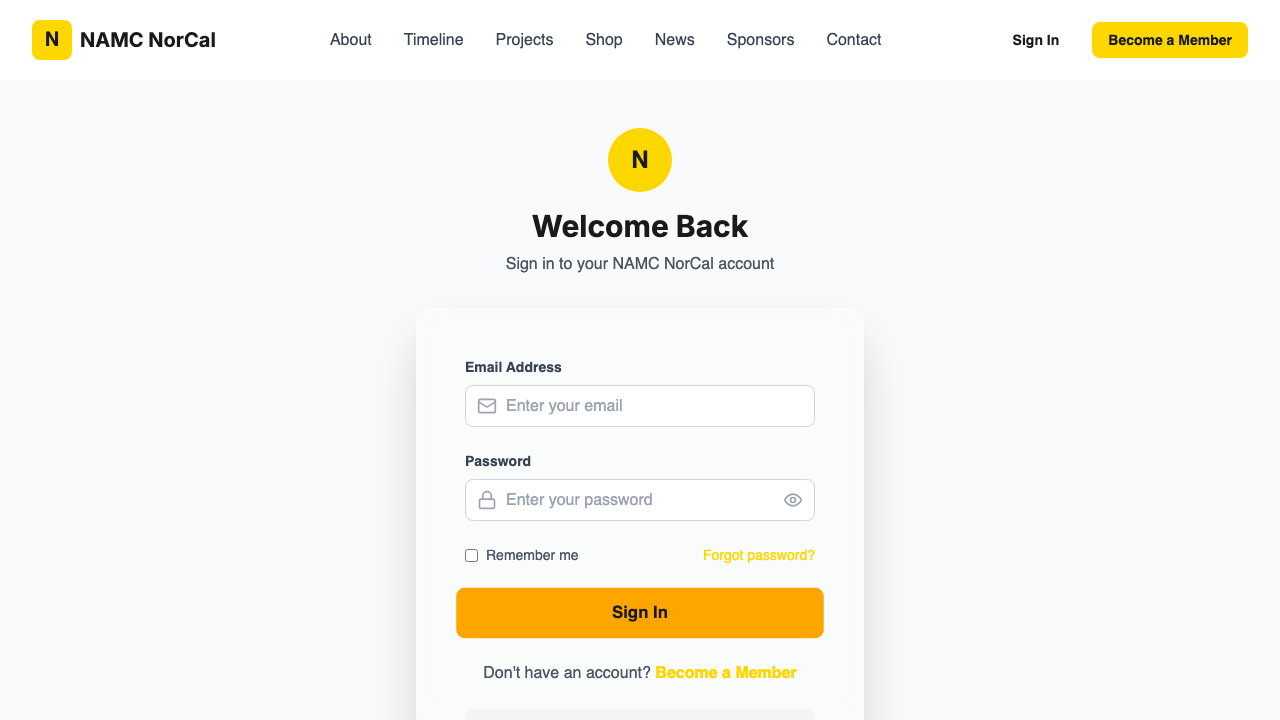 N NAMC NorCal About Timeline Projects Shop News Sponsors Contact Sign In Become a Member
N
Welcome Back
Sign in to your NAMC NorCal account
Email Address
Enter your email
Password
Enter your password
Remember me Forgot password?
Sign In
Don't have an account? Become a Member